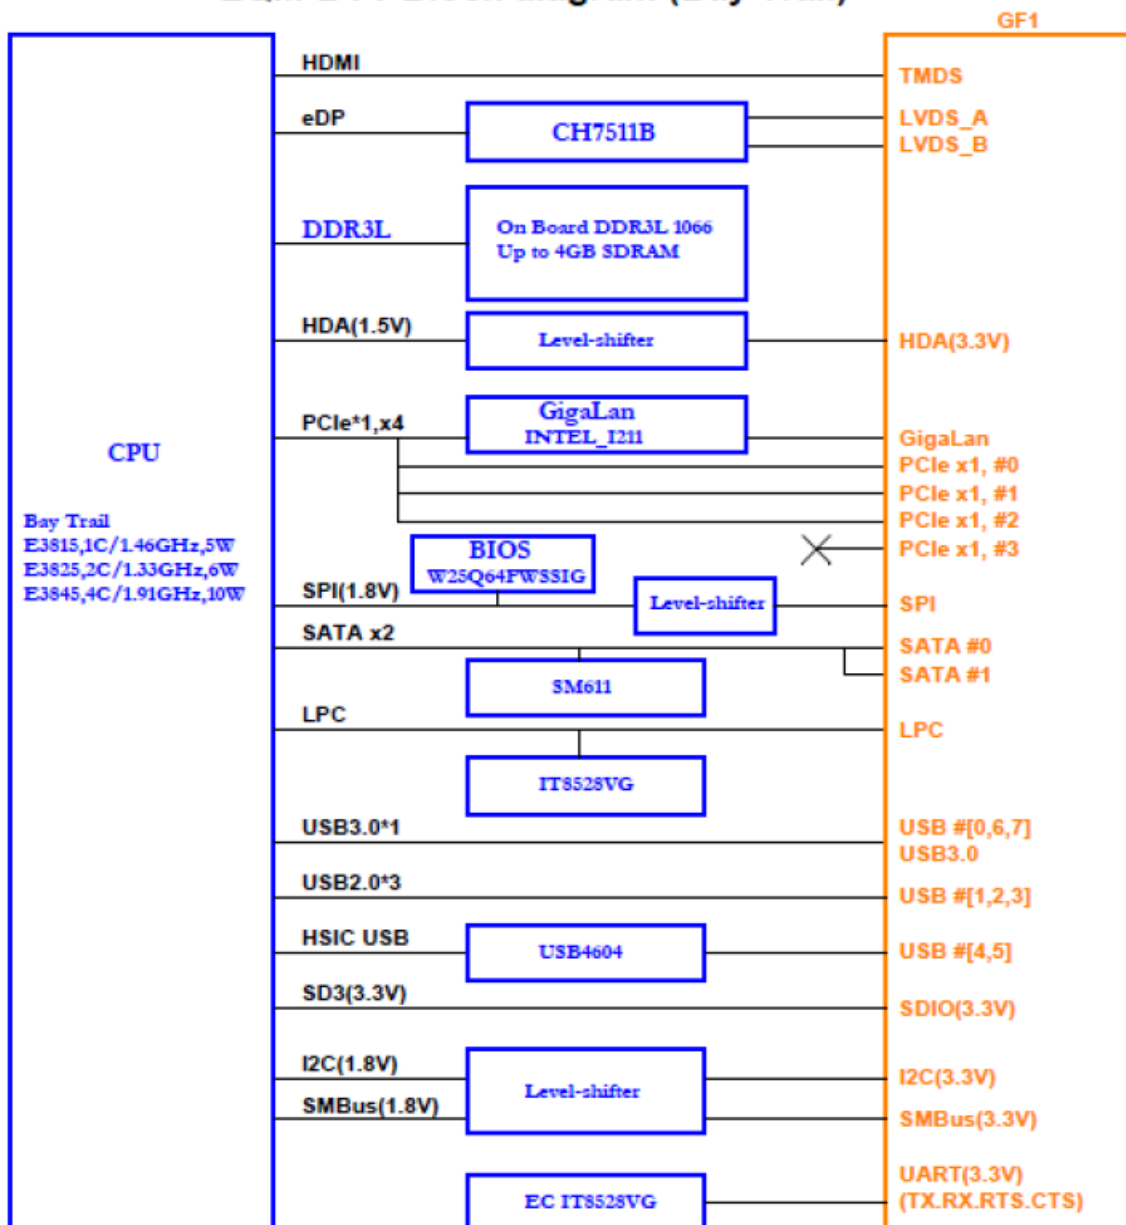 GF1
HDMI
TMDS
eDP
CH7511B
LVDS_A
LVDS_B
DDR3L
On Board DDR3L 1066
Up to 4GB SDRAM
HDA(1.5V)
Level-shifter
HDA(3.3V)
PCIe*1,x4
GigaLan
INTEL_I211
GigaLan
PCIe x1, #0
PCIe x1, #1
PCIe x1, #2
PCIe x1, #3
CPU
Bay Trail
E3815,1C/1.46GHz,5W
E3825,2C/1.33GHz,6W
E3845,4C/1.91GHz,10W
BIOS
W25Q64FWSSIG
SPI(1.8V)
Level-shifter
SPI
SATA x2
SATA #0
SATA #1
SM611
LPC
LPC
IT8528VG
USB3.0*1
USB #[0,6,7]
USB3.0
USB2.0*3
USB #[1,2,3]
HSIC USB
USB4604
USB #[4,5]
SD3(3.3V)
SDIO(3.3V)
I2C(1.8V)
Level-shifter
I2C(3.3V)
SMBus(1.8V)
SMBus(3.3V)
EC IT8528VG
UART(3.3V)
(TX.RX.RTS.CTS)